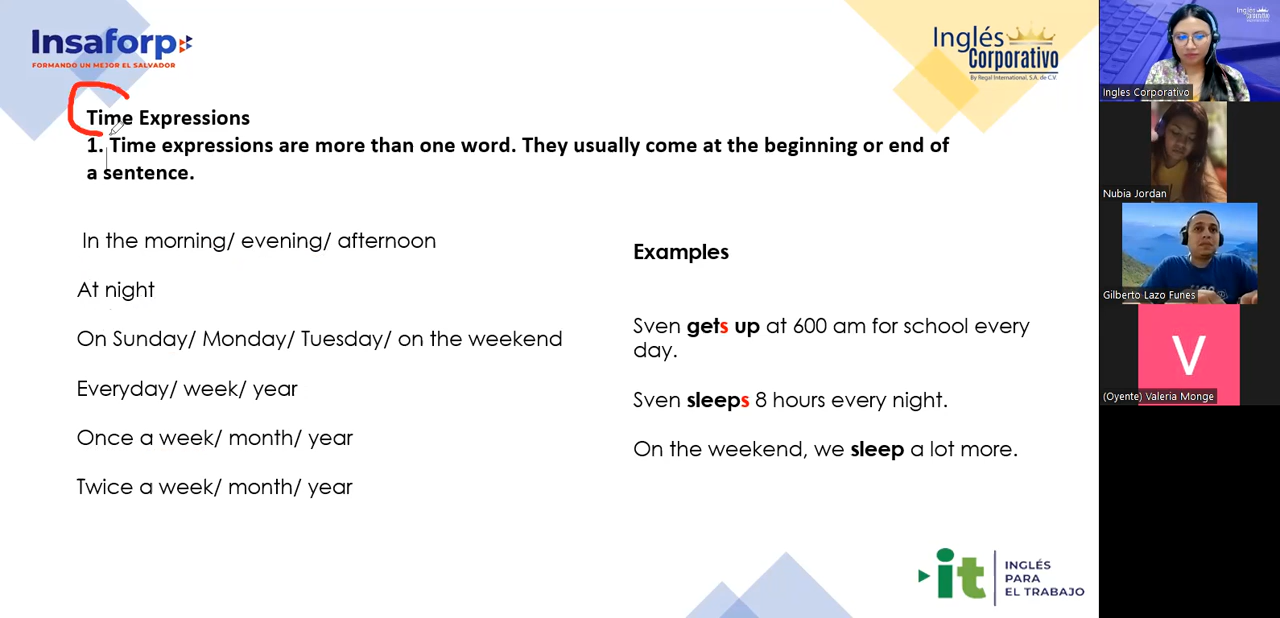 Insaforp
FORMANDO UN MEJOR EL SALVADOR
Inglés
Corporativo
By Regal International, S.A. de C.V.
Time Expressions
1. Time expressions are more than one word. They usually come at the beginning or end of
a sentence.
In the morning/ evening/ afternoon
At night
On Sunday/ Monday/ Tuesday/ on the weekend
Everyday/ week/ year
Once a week/ month/ year
Twice a week/ month/ year
Examples
Sven gets up at 600 am for school every
day.
Sven sleeps 8 hours every night.
On the weekend, we sleep a lot more.
it
INGLÉS
PARA
EL TRABAJO
Inglés
Ingles Corporativo
Nubia Jordan
Gilberto Lazo Funes
V
(Oyente) Valeria Monge